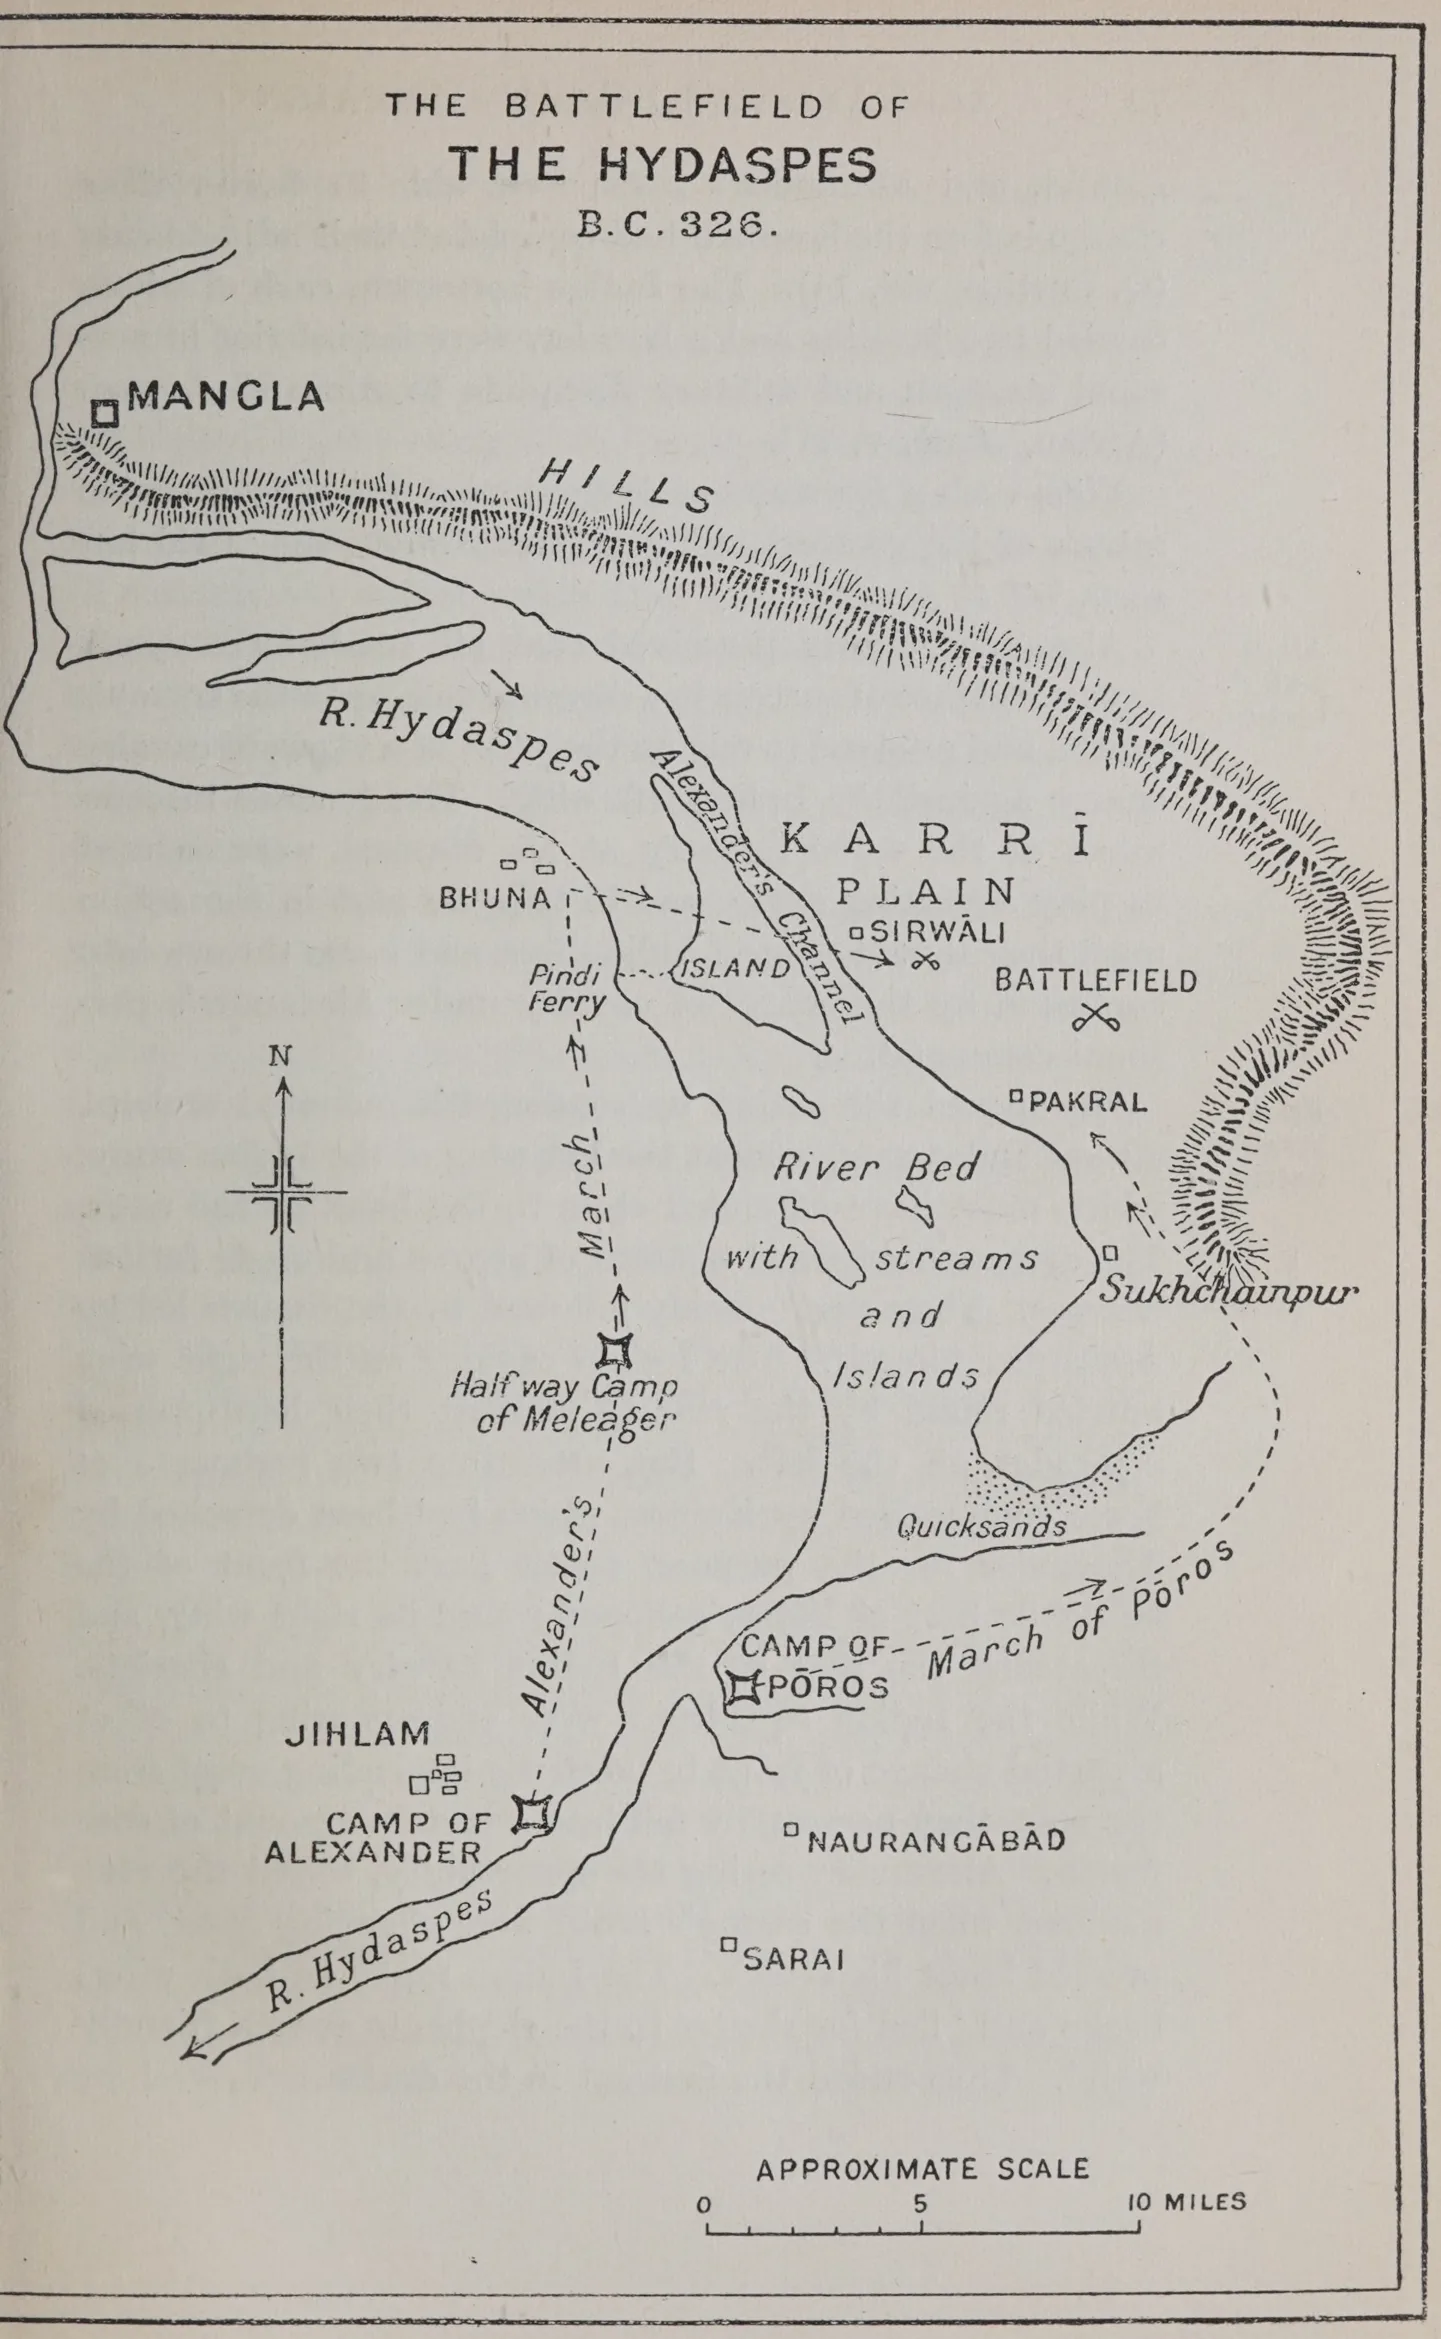 THE BATTLEFIELD OF
THE HYDASPES
B.C. 326.
MANGLA
HILLS
R. Hydaspes
Alexander's Channel
KARRĪ
PLAIN
BHUNA
SIRWĀLI
Pindi
Ferry
ISLAND
BATTLEFIELD
N
PAKRAL
March
River Bed
with streams
and
Islands
Sukhchainpur
Halfway Camp
of Meleager
Alexander's
Quicksands
March of Pōros
CAMP OF
PŌROS
JIHLAM
CAMP OF
ALEXANDER
NAURANGĀBĀD
R. Hydaspes
SARAI
APPROXIMATE SCALE
0 5 10 MILES